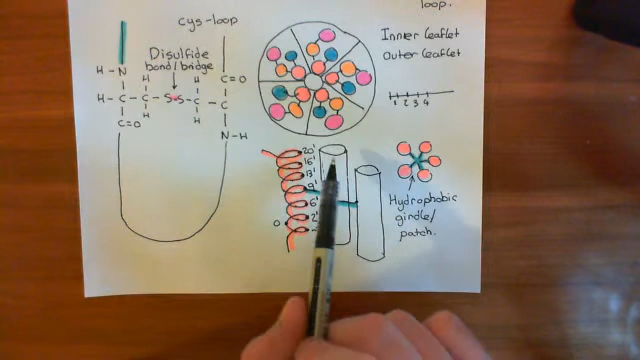 loop.
cys-loop
Inner leaflet
outer leaflet
1 2 3 4
Disulfide
bond/bridge
H - N
H
H - C - C - S S - C - C
H
C=O
H
H
C=O
N-H
20'
16'
13'
9'
6'
2'
0
Hydrophobic
girdle/
patch.